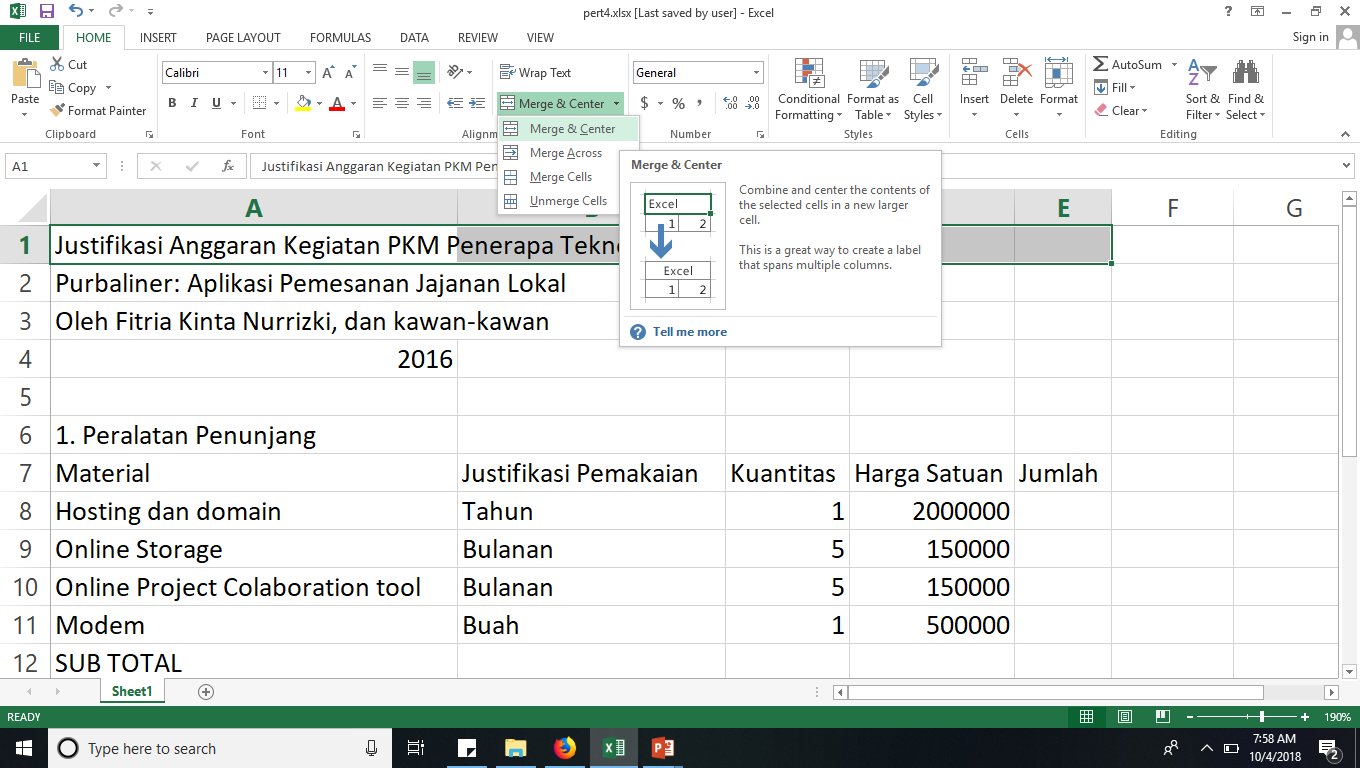 pert4.xlsx [Last saved by user] - Excel
?
FILE HOME INSERT PAGE LAYOUT FORMULAS DATA REVIEW VIEW Sign in
Paste
Cut
Copy
Format Painter
Clipboard
Calibri 11
B I U
Font
Wrap Text
Merge & Center
Alignm
General
$ % ,
Number
Conditional Formatting
Format as Table
Cell Styles
Styles
Insert Delete Format
Cells
AutoSum
Fill
Clear
Sort & Filter
Find & Select
Editing
Merge & Center
Merge Across
Merge Cells
Unmerge Cells
Merge & Center
Excel
1 2
Excel
1 2
Combine and center the contents of
the selected cells in a new larger
cell.
This is a great way to create a label
that spans multiple columns.
? Tell me more
A1 fx Justifikasi Anggaran Kegiatan PKM Pen
A E F G
1 Justifikasi Anggaran Kegiatan PKM Penerapa Tekn
2 Purbaliner: Aplikasi Pemesanan Jajanan Lokal
3 Oleh Fitria Kinta Nurrizki, dan kawan-kawan
4 2016
5
6 1. Peralatan Penunjang
7 Material Justifikasi Pemakaian Kuantitas Harga Satuan Jumlah
8 Hosting dan domain Tahun 1 2000000
9 Online Storage Bulanan 5 150000
10 Online Project Colaboration tool Bulanan 5 150000
11 Modem Buah 1 500000
12 SUB TOTAL
Sheet1
READY 190%
Type here to search
7:58 AM
10/4/2018
2